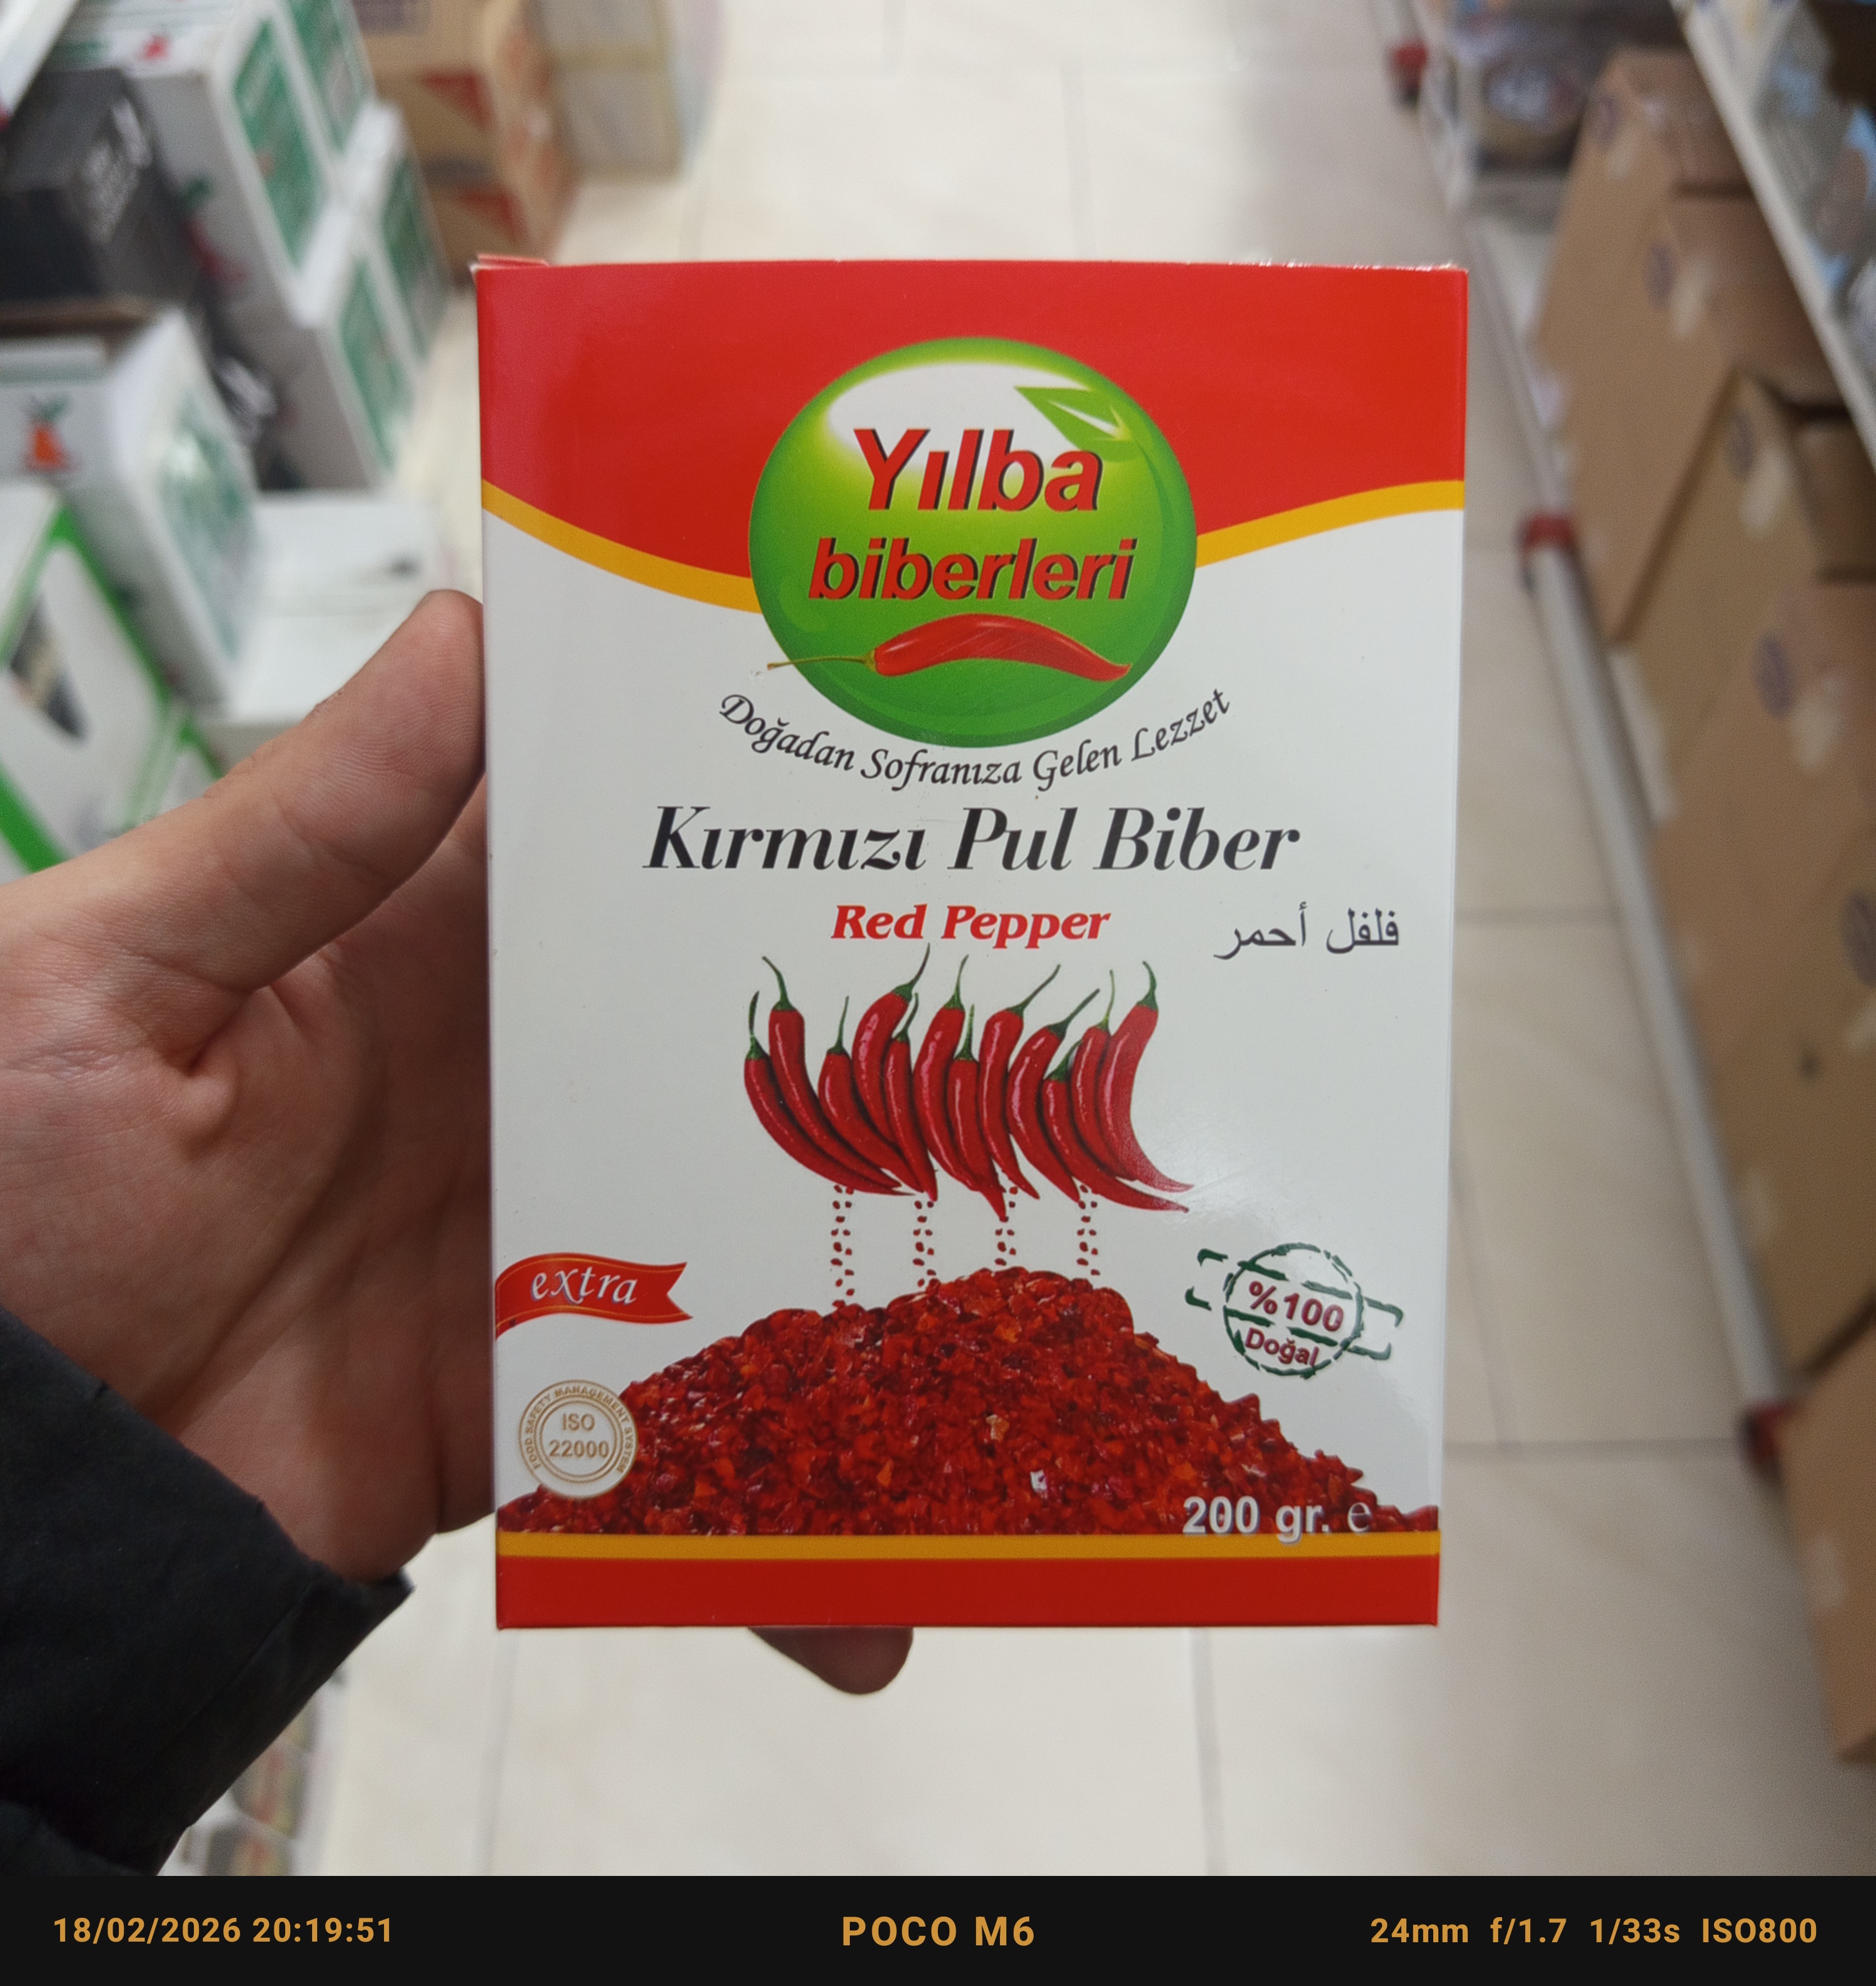 Yılba
biberleri
Doğadan Sofranıza Gelen Lezzet
Kırmızı Pul Biber
Red Pepper
فلفل أحمر
extra
%100
Doğal
FOOD SAFETY MANAGEMENT SYSTEM
ISO
22000
200 gr. e
18/02/2026 20:19:51
POCO M6
24mm f/1.7 1/33s ISO800